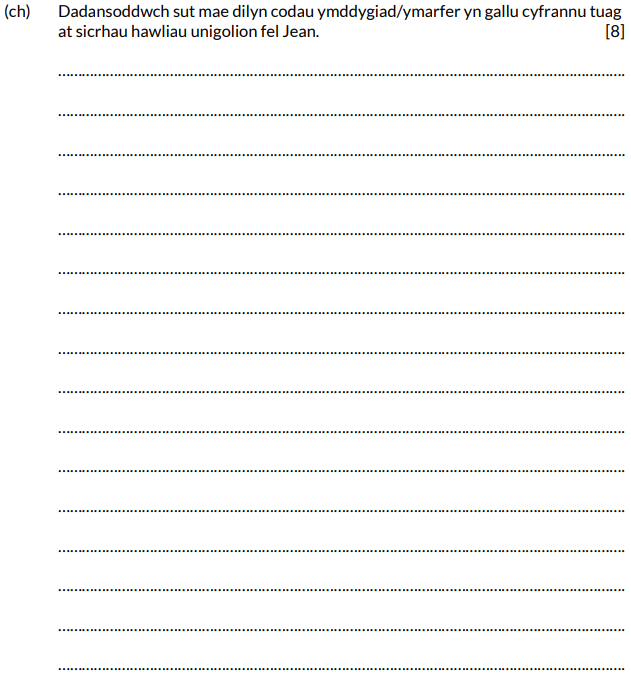 (ch) Dadansoddwch sut mae dilyn codau ymddygiad/ymarfer yn gallu cyfrannu tuag
at sicrhau hawliau unigolion fel Jean. [8]